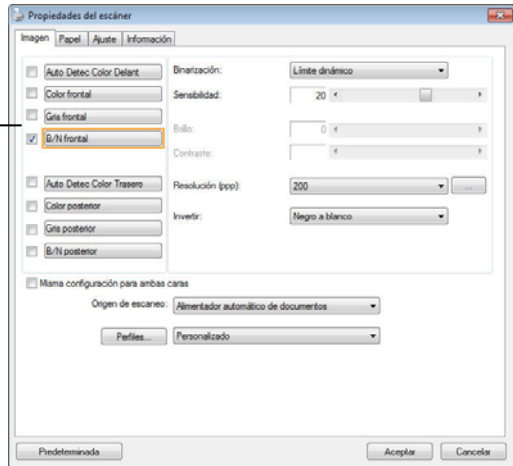 Propiedades del escáner
Imagen Papel Ajuste Información
Auto Detec Color Delant
Color frontal
Gris frontal
B/N frontal
Auto Detec Color Trasero
Color posterior
Gris posterior
B/N posterior
Binarización: Límite dinámico
Sensibilidad: 20
Brillo: 0
Contraste:
Resolución (ppp): 200 ...
Invertir: Negro a blanco
Misma configuración para ambas caras
Origen de escaneo: Alimentador automático de documentos
Perfiles... Personalizado
Predeterminada Aceptar Cancelar